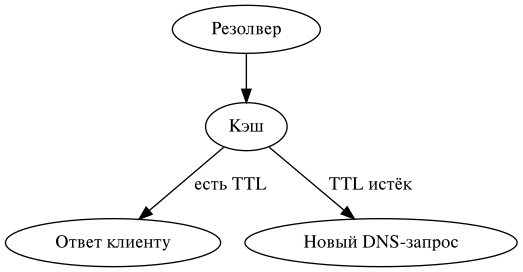 Резолвер
Кэш
есть TTL
TTL истёк
Ответ клиенту
Новый DNS-запрос